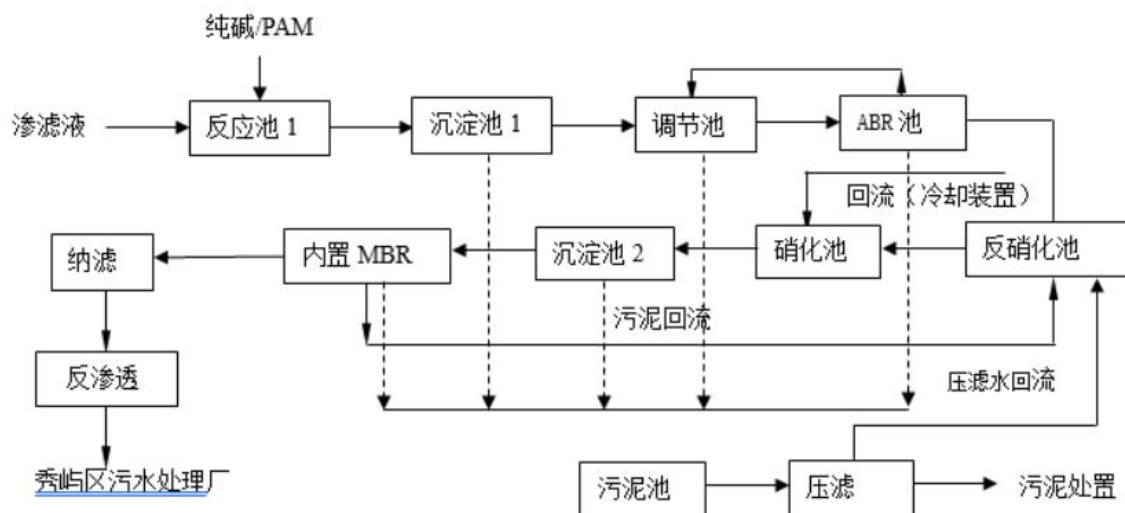 纯碱/PAM
渗滤液
反应池 1
沉淀池 1
调节池
ABR 池
回流（冷却装置）
纳滤
内置 MBR
沉淀池 2
硝化池
反硝化池
污泥回流
反渗透
压滤水回流
秀屿区污水处理厂
污泥池
压滤
污泥处置